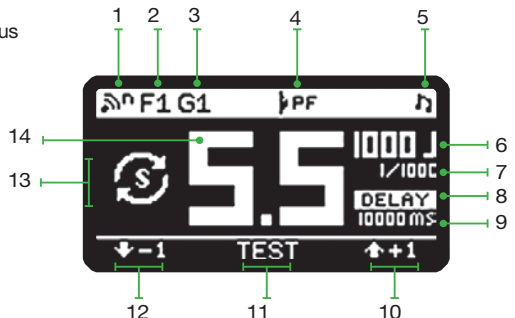 us
1 2 3 4 5
n F1 G1 PF
14
5.5
1000 J 6
1/100C 7
13 S
DELAY 8
10000 MS 9
-1 TEST +1
12 11 10